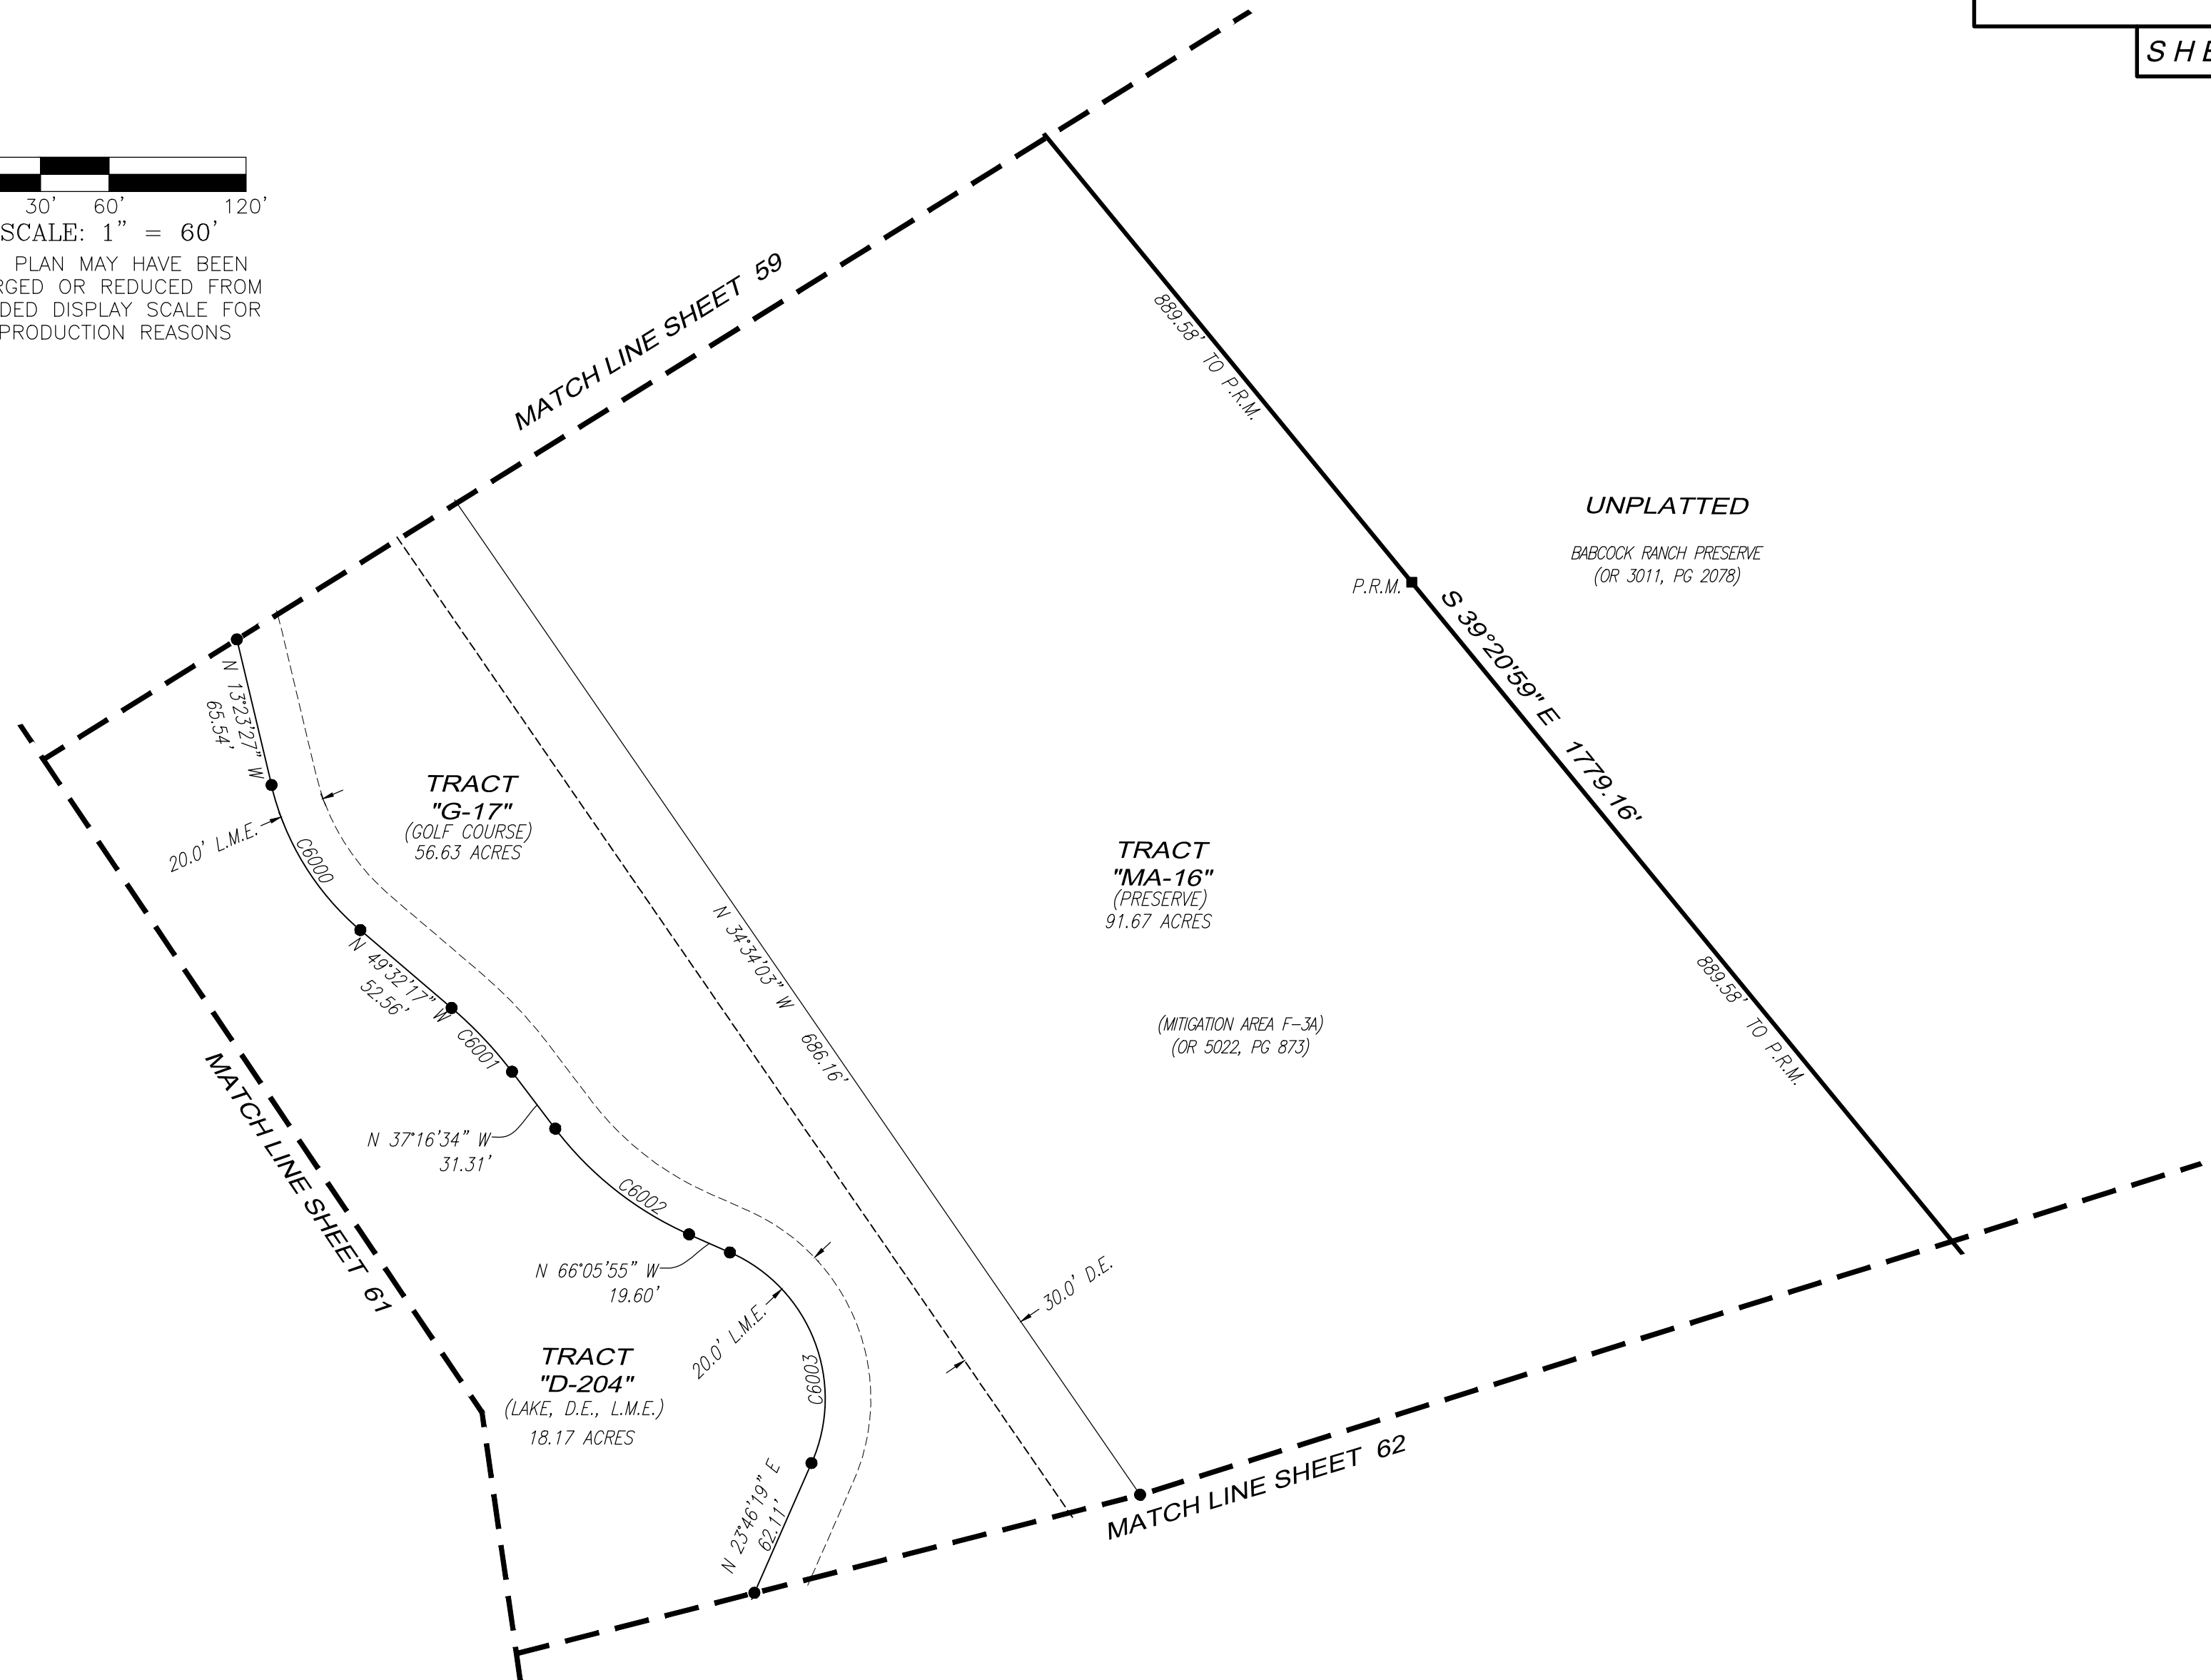 SHE
30' 60' 120'
SCALE: 1" = 60'
PLAN MAY HAVE BEEN
RGED OR REDUCED FROM
DED DISPLAY SCALE FOR
PRODUCTION REASONS
MATCH LINE SHEET 59
889.58' TO P.R.M.
UNPLATTED
BABCOCK RANCH PRESERVE
(OR 3011, PG 2078)
P.R.M.
S 39°20'59" E 1779.16'
N 13°23'27" W
65.54'
TRACT
"G-17"
(GOLF COURSE)
56.63 ACRES
20.0' L.M.E.
C6000
TRACT
"MA-16"
(PRESERVE)
91.67 ACRES
N 34°34'03" W 686.16'
N 49°32'17" W
52.56'
C6001
(MITIGATION AREA F-3A)
(OR 5022, PG 873)
889.58' TO P.R.M.
MATCH LINE SHEET 61
N 37°16'34" W
31.31'
C6002
N 66°05'55" W
19.60'
30.0' D.E.
20.0' L.M.E.
C6003
TRACT
"D-204"
(LAKE, D.E., L.M.E.)
18.17 ACRES
N 23°46'19" E
62.11'
MATCH LINE SHEET 62